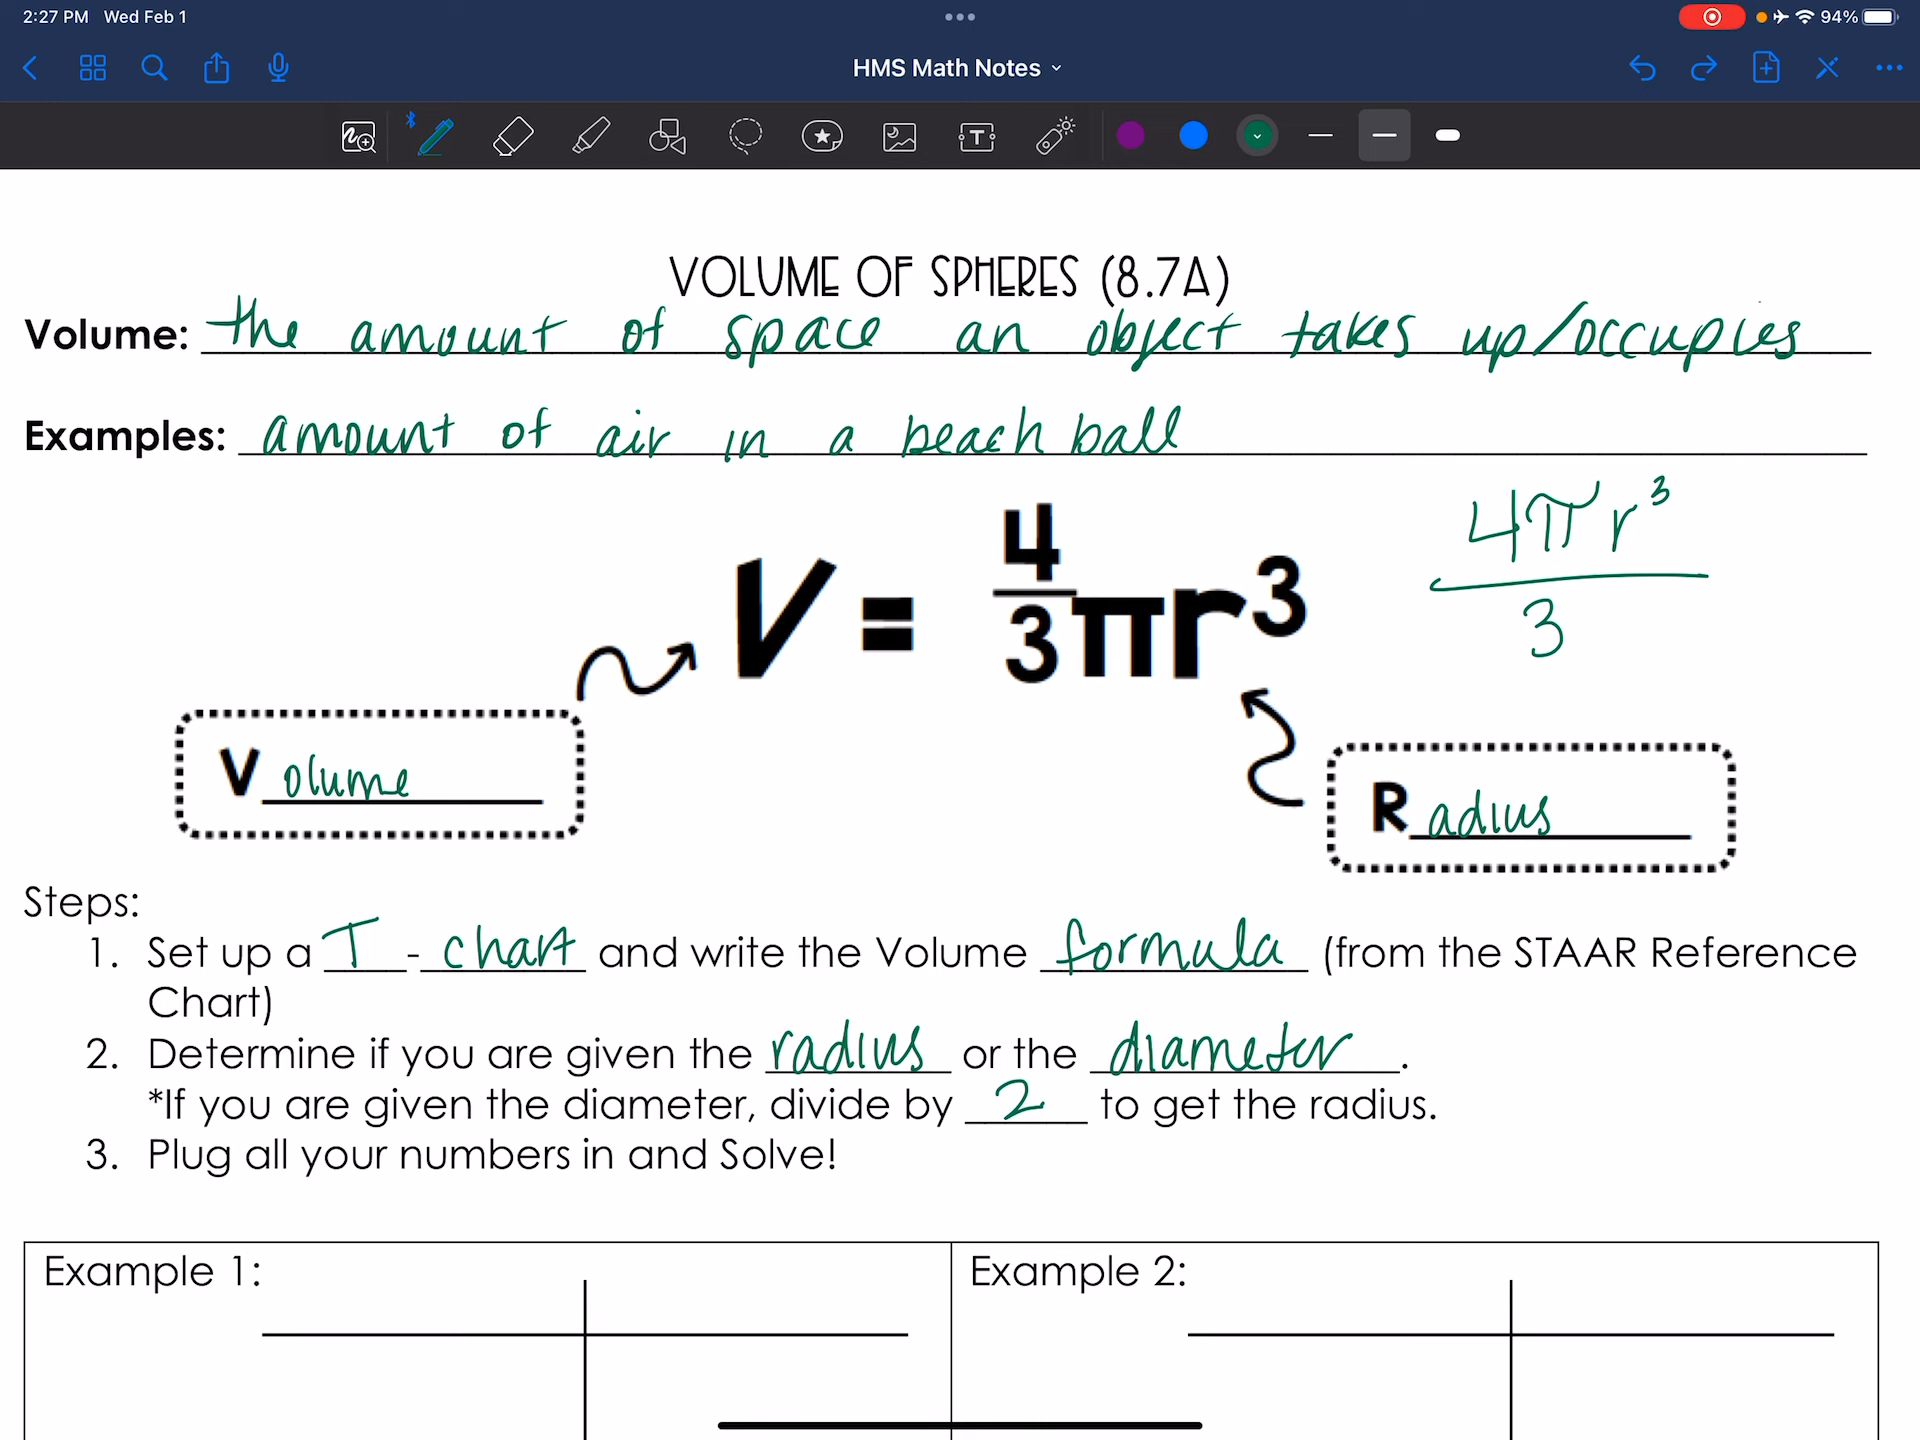 2:27 PM Wed Feb 1
94%
HMS Math Notes
VOLUME OF SPHERES (8.7A)
Volume: the amount of space an object takes up/occupies
Examples: amount of air in a beach ball
V = 4/3 πr³
4πr³
3
Volume
Radius
Steps:
1. Set up a T - chart and write the Volume formula (from the STAAR Reference
Chart)
2. Determine if you are given the radius or the diameter.
*If you are given the diameter, divide by 2 to get the radius.
3. Plug all your numbers in and Solve!
Example 1:
Example 2: